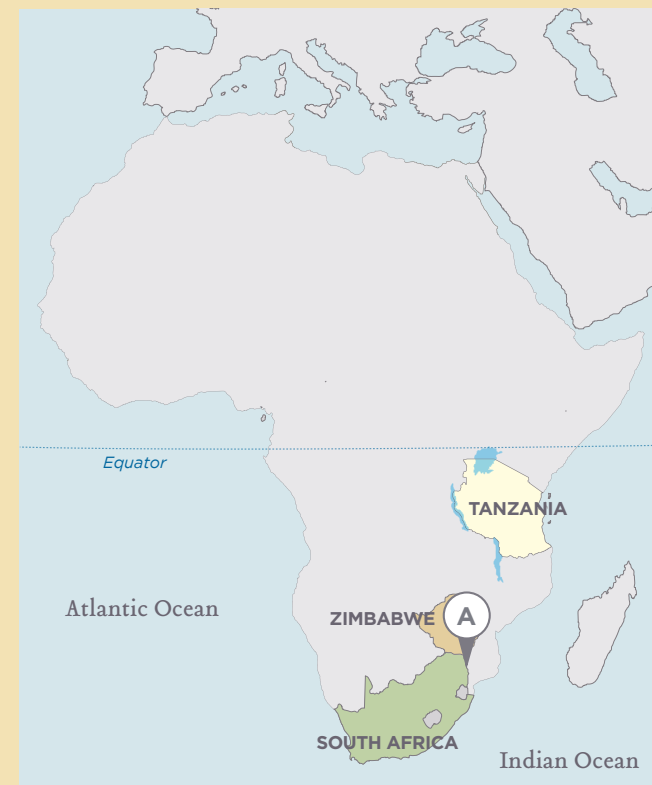 Equator
TANZANIA
Atlantic Ocean
ZIMBABWE
A
SOUTH AFRICA
Indian Ocean